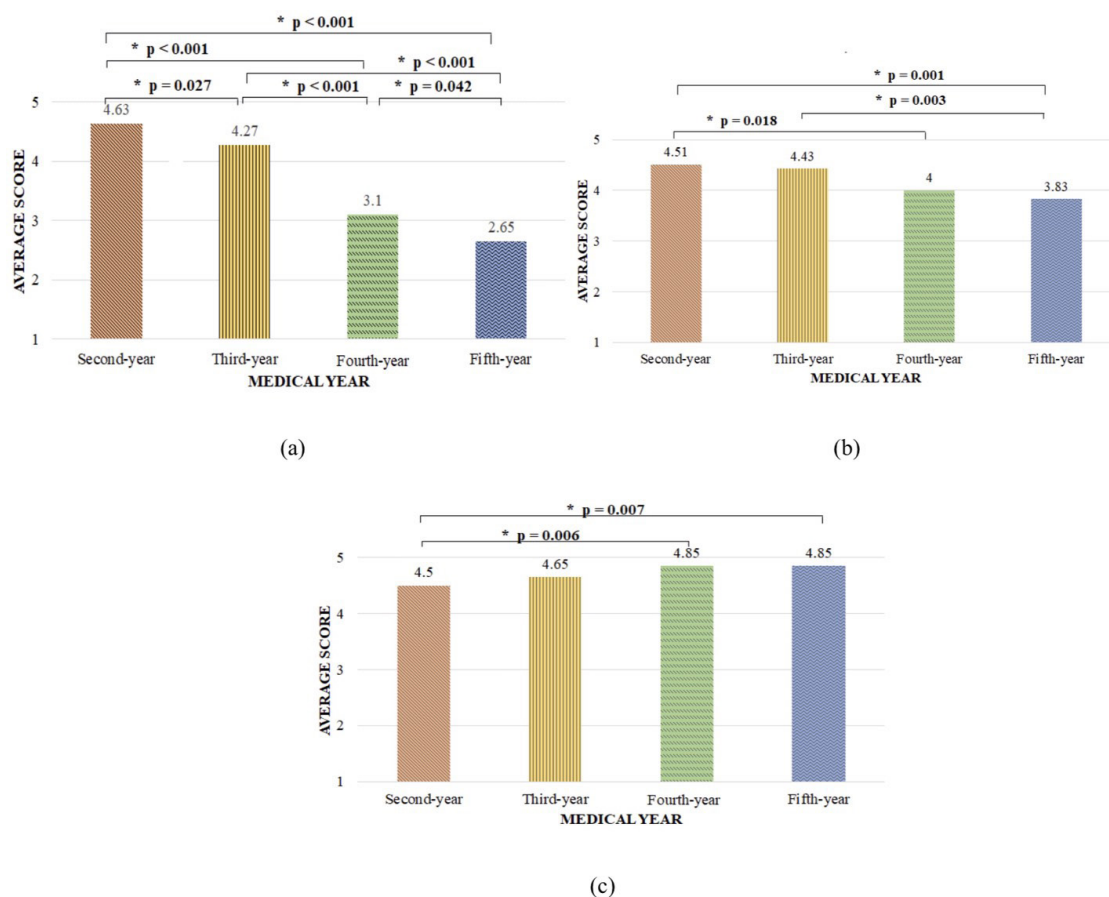 * p < 0.001
* p < 0.001
* p < 0.001
* p = 0.027
* p < 0.001
* p = 0.042
5
4.63
4.27
4
3.1
3
2.65
2
1
AVERAGE SCORE
Second-year
Third-year
Fourth-year
Fifth-year
MEDICAL YEAR
(a)
* p = 0.001
* p = 0.003
* p = 0.018
5
4.51
4.43
4
4
3.83
3
2
1
AVERAGE SCORE
Second-year
Third-year
Fourth-year
Fifth-year
MEDICAL YEAR
(b)
* p = 0.007
* p = 0.006
5
4.5
4.65
4.85
4.85
4
3
2
1
AVERAGE SCORE
Second-year
Third-year
Fourth-year
Fifth-year
MEDICAL YEAR
(c)